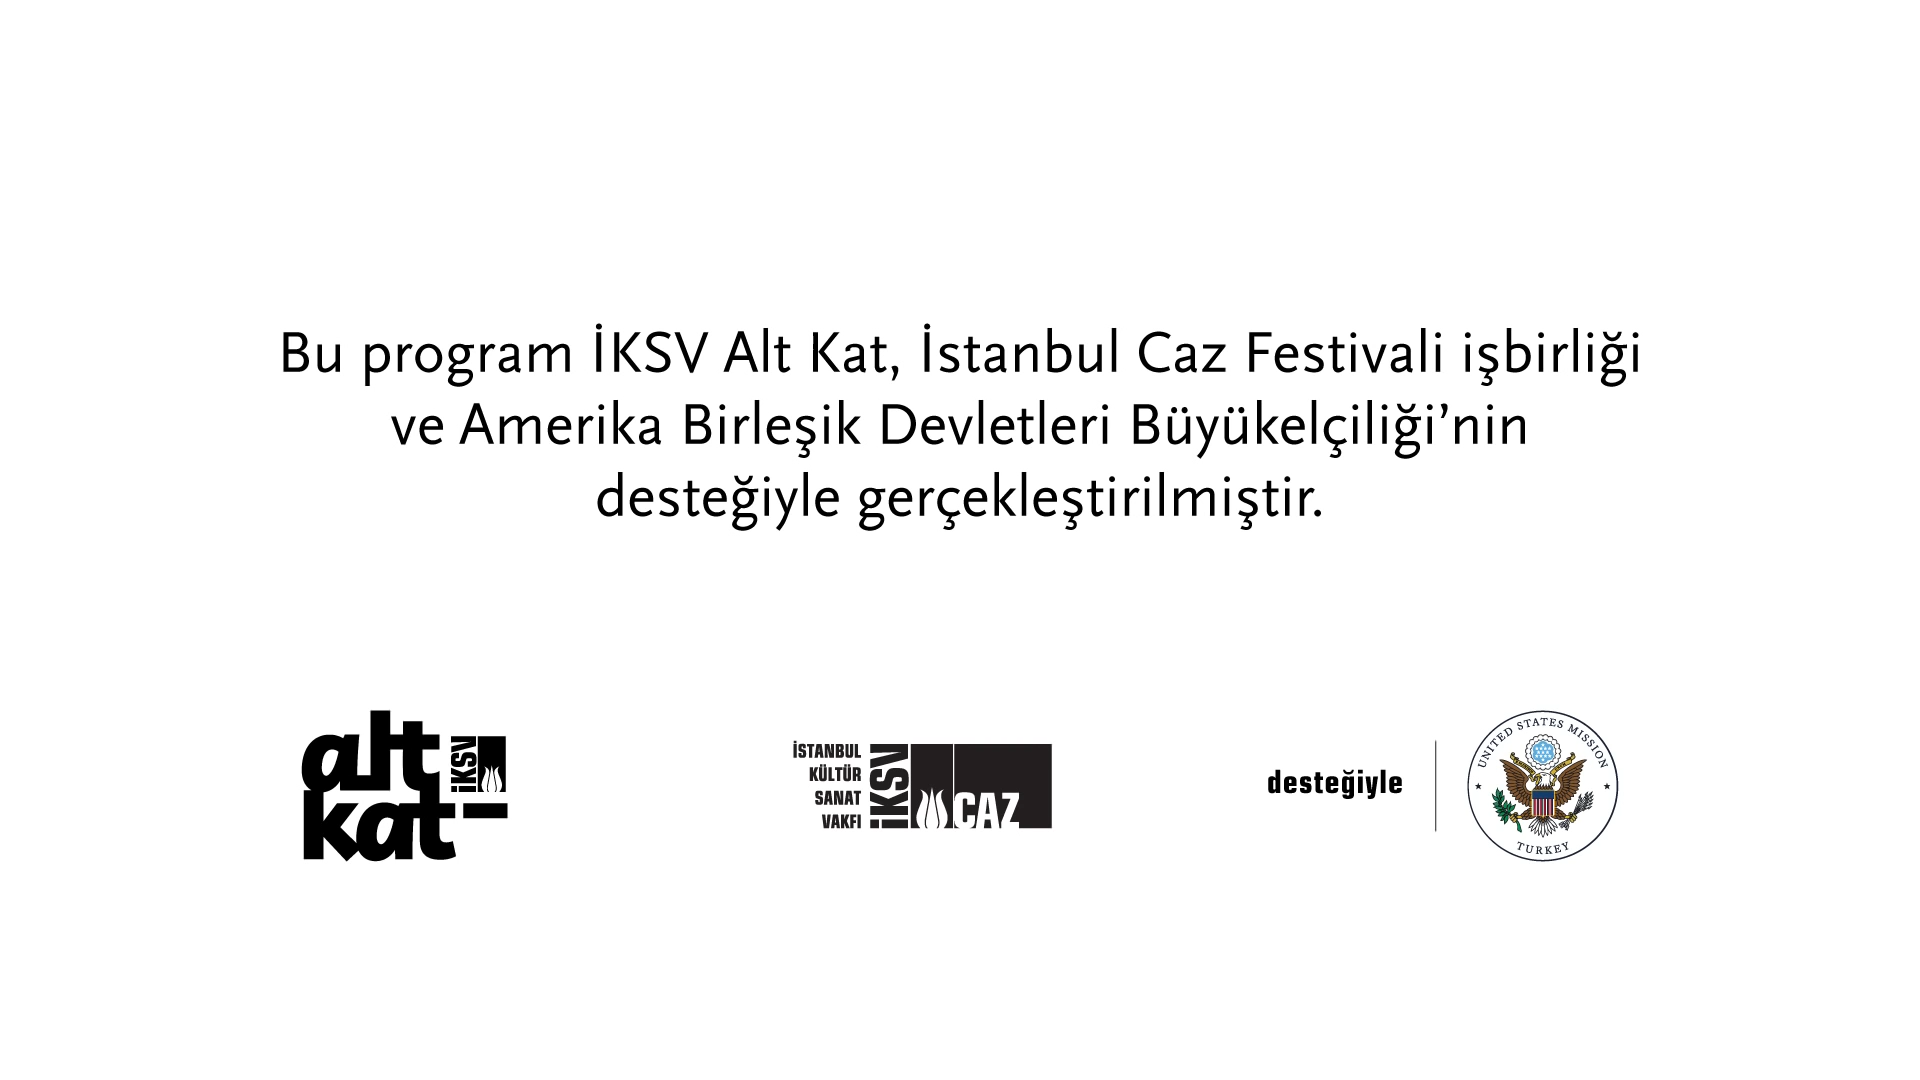 Bu program İKSV Alt Kat, İstanbul Caz Festivali işbirliği
ve Amerika Birleşik Devletleri Büyükelçiliği’nin
desteğiyle gerçekleştirilmiştir.
alt
kat
İKSV
İSTANBUL
KÜLTÜR
SANAT
VAKFI
İKSV
CAZ
desteğiyle
UNITED STATES MISSION
TURKEY